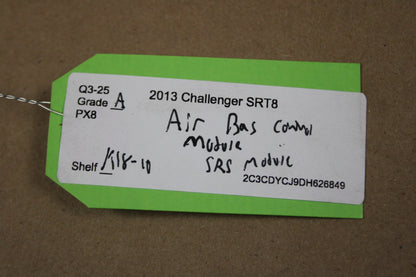 Q3-25
Grade A 2013 Challenger SRT8
PX8
Air Bag Control
Module
SRS Module
Shelf K18-10
2C3CDYCJ9DH626849